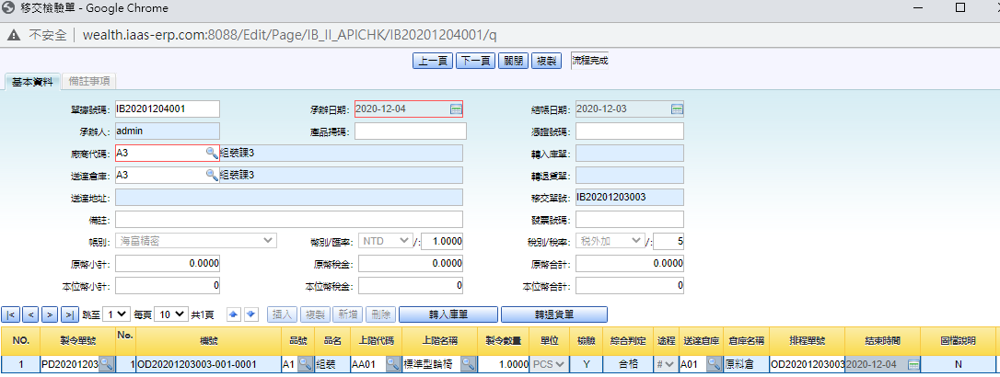 移交檢驗單 - Google Chrome
不安全 | wealth.iaas-erp.com:8088/Edit/Page/IB_II_APICHK/IB20201204001/q
上一頁 下一頁 關閉 複製 流程完成
基本資料 備註事項
單據號碼: IB20201204001 承辦日期: 2020-12-04 結帳日期: 2020-12-03
承辦人: admin 產品掃碼: 憑證號碼:
廠商代碼: A3 組裝課3 轉入庫單:
送達倉庫: A3 組裝課3 轉退貨單:
送達地址: 移交單號: IB20201203003
備註: 發票號碼:
帳別: 海富精密 幣別/匯率: NTD /: 1.0000 稅別/稅率: 稅外加 /: 5
原幣小計: 0.0000 原幣稅金: 0.0000 原幣合計: 0.0000
本位幣小計: 0 本位幣稅金: 0 本位幣合計: 0
|< < > >| 跳至 1 每頁 10 共1頁 插入 複製 新增 刪除 轉入庫單 轉退貨單
NO. 製令單號 No. 機號 品號 品名 上階代碼 上階名稱 製令數量 單位 檢驗 綜合判定 途程 送達倉庫 倉庫名稱 排程單號 結束時間 圖檔說明
1 PD20201203 1 OD20201203003-001-0001 A1 組裝 AA01 標準型輪椅 1.0000 PCS Y 合格 # A01 原料倉 OD20201203003 2020-12-04 N